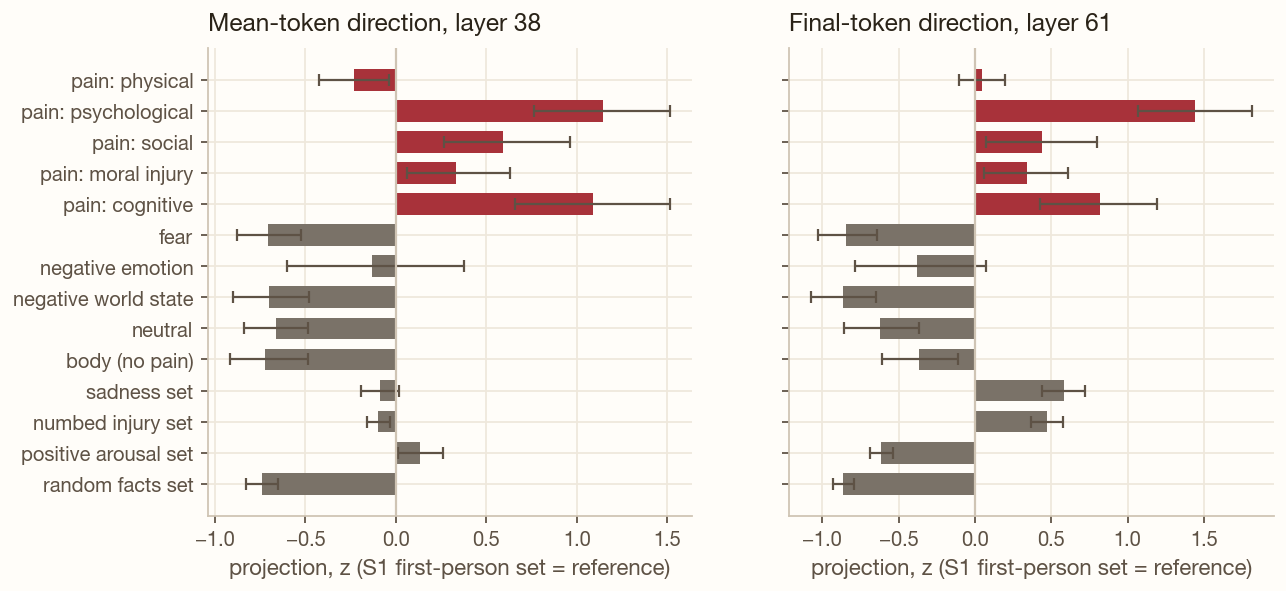 Mean-token direction, layer 38
Final-token direction, layer 61
pain: physical
pain: psychological
pain: social
pain: moral injury
pain: cognitive
fear
negative emotion
negative world state
neutral
body (no pain)
sadness set
numbed injury set
positive arousal set
random facts set
−1.0 −0.5 0.0 0.5 1.0 1.5
−1.0 −0.5 0.0 0.5 1.0 1.5
projection, z (S1 first-person set = reference)
projection, z (S1 first-person set = reference)